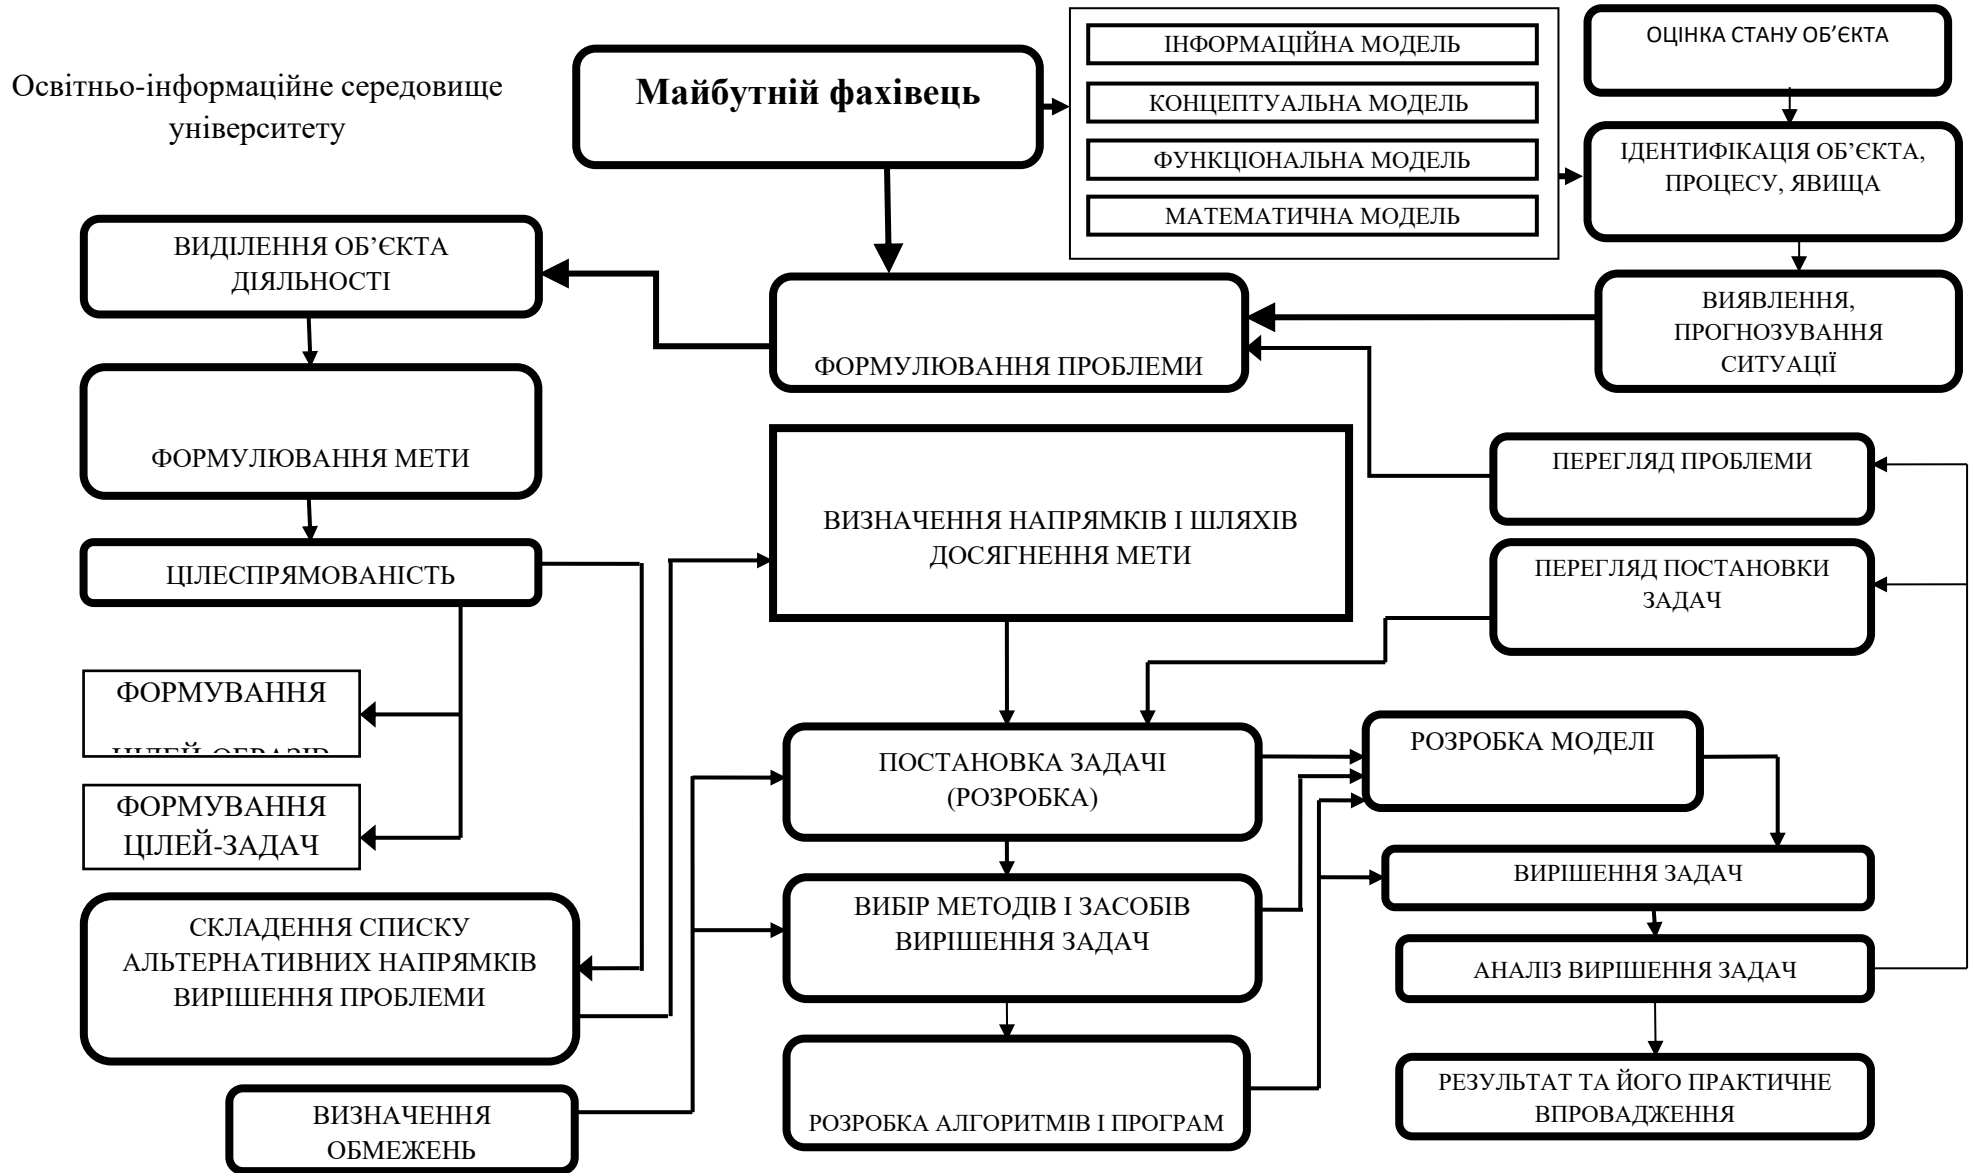 Освітньо-інформаційне середовище
університету
Майбутній фахівець
ІНФОРМАЦІЙНА МОДЕЛЬ
КОНЦЕПТУАЛЬНА МОДЕЛЬ
ФУНКЦІОНАЛЬНА МОДЕЛЬ
МАТЕМАТИЧНА МОДЕЛЬ
ОЦІНКА СТАНУ ОБ’ЄКТА
ІДЕНТИФІКАЦІЯ ОБ’ЄКТА,
ПРОЦЕСУ, ЯВИЩА
ВИЯВЛЕННЯ,
ПРОГНОЗУВАННЯ
СИТУАЦІЇ
ВИДІЛЕННЯ ОБ’ЄКТА
ДІЯЛЬНОСТІ
ФОРМУЛЮВАННЯ ПРОБЛЕМИ
ФОРМУЛЮВАННЯ МЕТИ
ЦІЛЕСПРЯМОВАНІСТЬ
ВИЗНАЧЕННЯ НАПРЯМКІВ І ШЛЯХІВ
ДОСЯГНЕННЯ МЕТИ
ПЕРЕГЛЯД ПРОБЛЕМИ
ПЕРЕГЛЯД ПОСТАНОВКИ
ЗАДАЧ
ФОРМУВАННЯ
ЦІЛЕЙ-ОБРАЗІВ
ФОРМУВАННЯ
ЦІЛЕЙ-ЗАДАЧ
ПОСТАНОВКА ЗАДАЧІ
(РОЗРОБКА)
РОЗРОБКА МОДЕЛІ
ВИБІР МЕТОДІВ І ЗАСОБІВ
ВИРІШЕННЯ ЗАДАЧ
ВИРІШЕННЯ ЗАДАЧ
СКЛАДЕННЯ СПИСКУ
АЛЬТЕРНАТИВНИХ НАПРЯМКІВ
ВИРІШЕННЯ ПРОБЛЕМИ
АНАЛІЗ ВИРІШЕННЯ ЗАДАЧ
ВИЗНАЧЕННЯ
ОБМЕЖЕНЬ
РОЗРОБКА АЛГОРИТМІВ І ПРОГРАМ
РЕЗУЛЬТАТ ТА ЙОГО ПРАКТИЧНЕ
ВПРОВАДЖЕННЯ